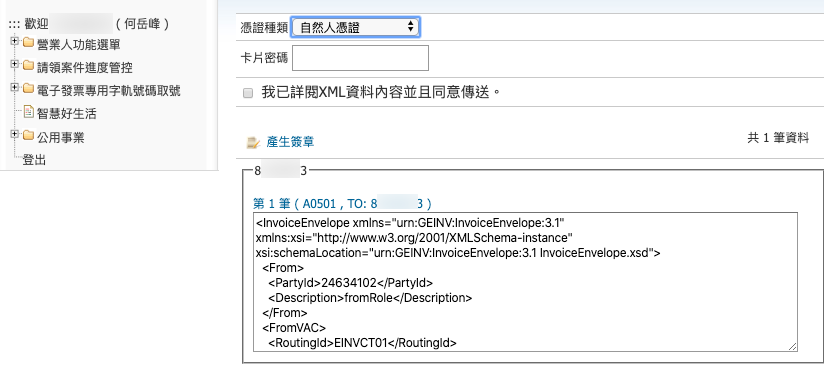 ::: 歡迎 ( 何岳峰 )
營業人功能選單
請領案件進度管控
電子發票專用字軌號碼取號
智慧好生活
公用事業
登出
憑證種類 自然人憑證
卡片密碼
我已詳閱XML資料內容並且同意傳送。
產生簽章
共 1 筆資料
8 3
第 1 筆 ( A0501 , TO: 8 3 )
<InvoiceEnvelope xmlns="urn:GEINV:InvoiceEnvelope:3.1"
xmlns:xsi="http://www.w3.org/2001/XMLSchema-instance"
xsi:schemaLocation="urn:GEINV:InvoiceEnvelope:3.1 InvoiceEnvelope.xsd">
<From>
<PartyId>24634102</PartyId>
<Description>fromRole</Description>
</From>
<FromVAC>
<RoutingId>EINVCT01</RoutingId>